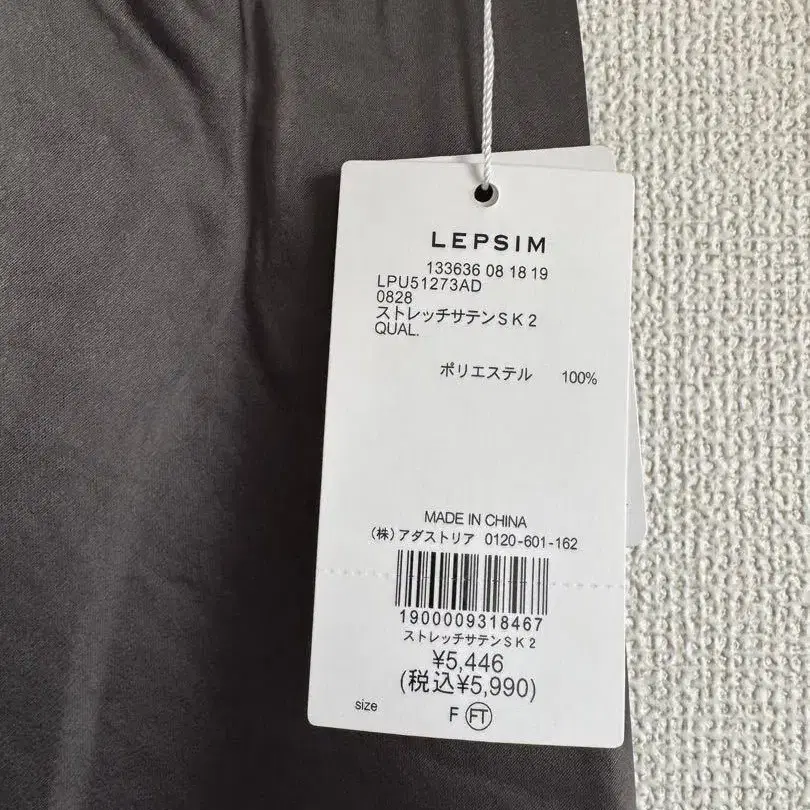 LEPSIM
133636 08 18 19
LPU51273AD
0828
ストレッチサテンSK2
QUAL.
ポリエステル 100%
MADE IN CHINA
(株)アダストリア 0120-601-162
1900009318467
ストレッチサテンSK2
¥5,446
(税込¥5,990)
size F FT